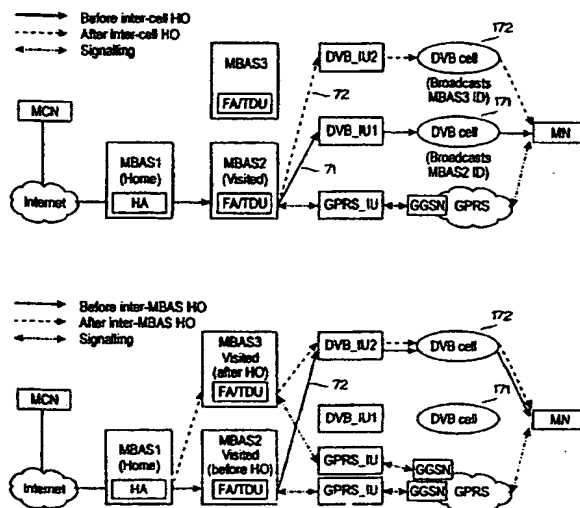 Before inter-cell HO
After inter-cell HO
Signalling
MCN
Internet
MBAS1
(Home)
HA
MBAS3
FA/TDU
MBAS2
(Visited)
FA/TDU
72
71
DVB_IU2
DVB_IU1
GPRS_IU
172
DVB cell
(Broadcasts
MBAS3 ID)
171
DVB cell
(Broadcasts
MBAS2 ID)
GGSN
GPRS
MN
Before inter-MBAS HO
After inter-MBAS HO
Signalling
MCN
Internet
MBAS1
(Home)
HA
MBAS3
Visited
(after HO)
FA/TDU
MBAS2
Visited
(before HO)
FA/TDU
72
DVB_IU2
DVB_IU1
GPRS_IU
GPRS_IU
172
DVB cell
171
DVB cell
GGSN
GGSN
GPRS
MN